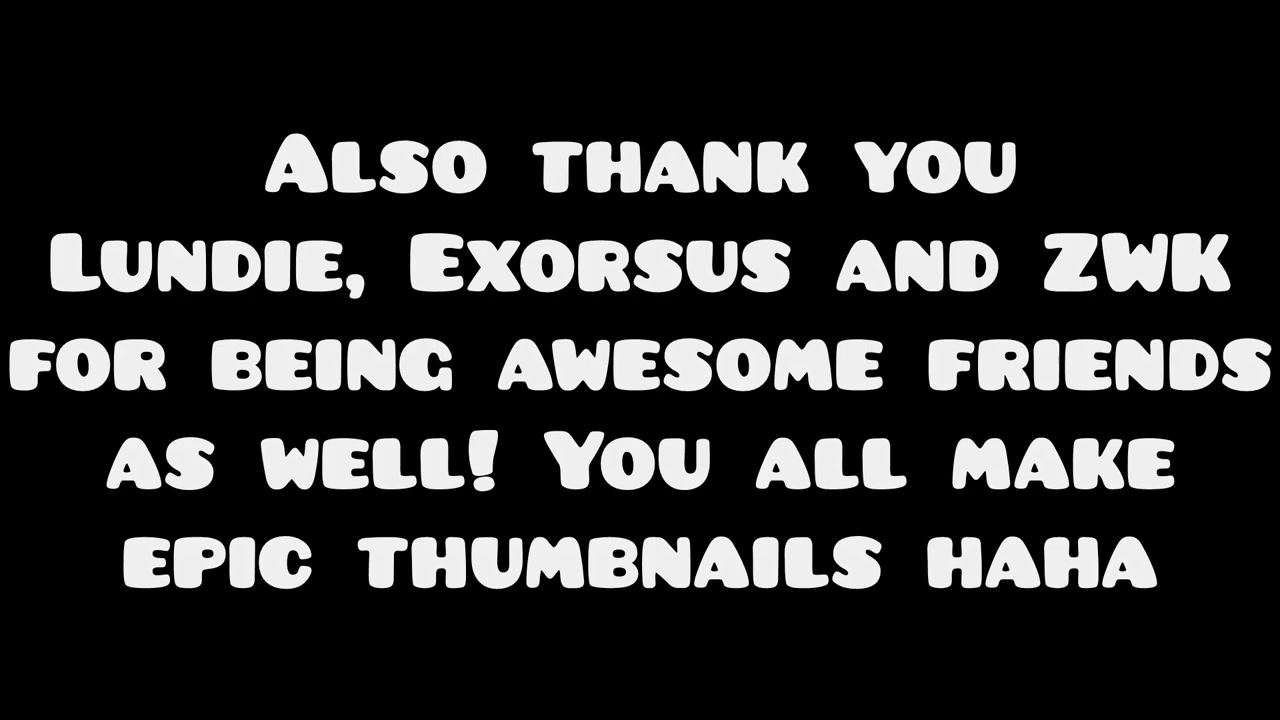 Also thank you
Lundie, Exorsus and ZWK
for being awesome friends
as well! You all make
epic thumbnails haha